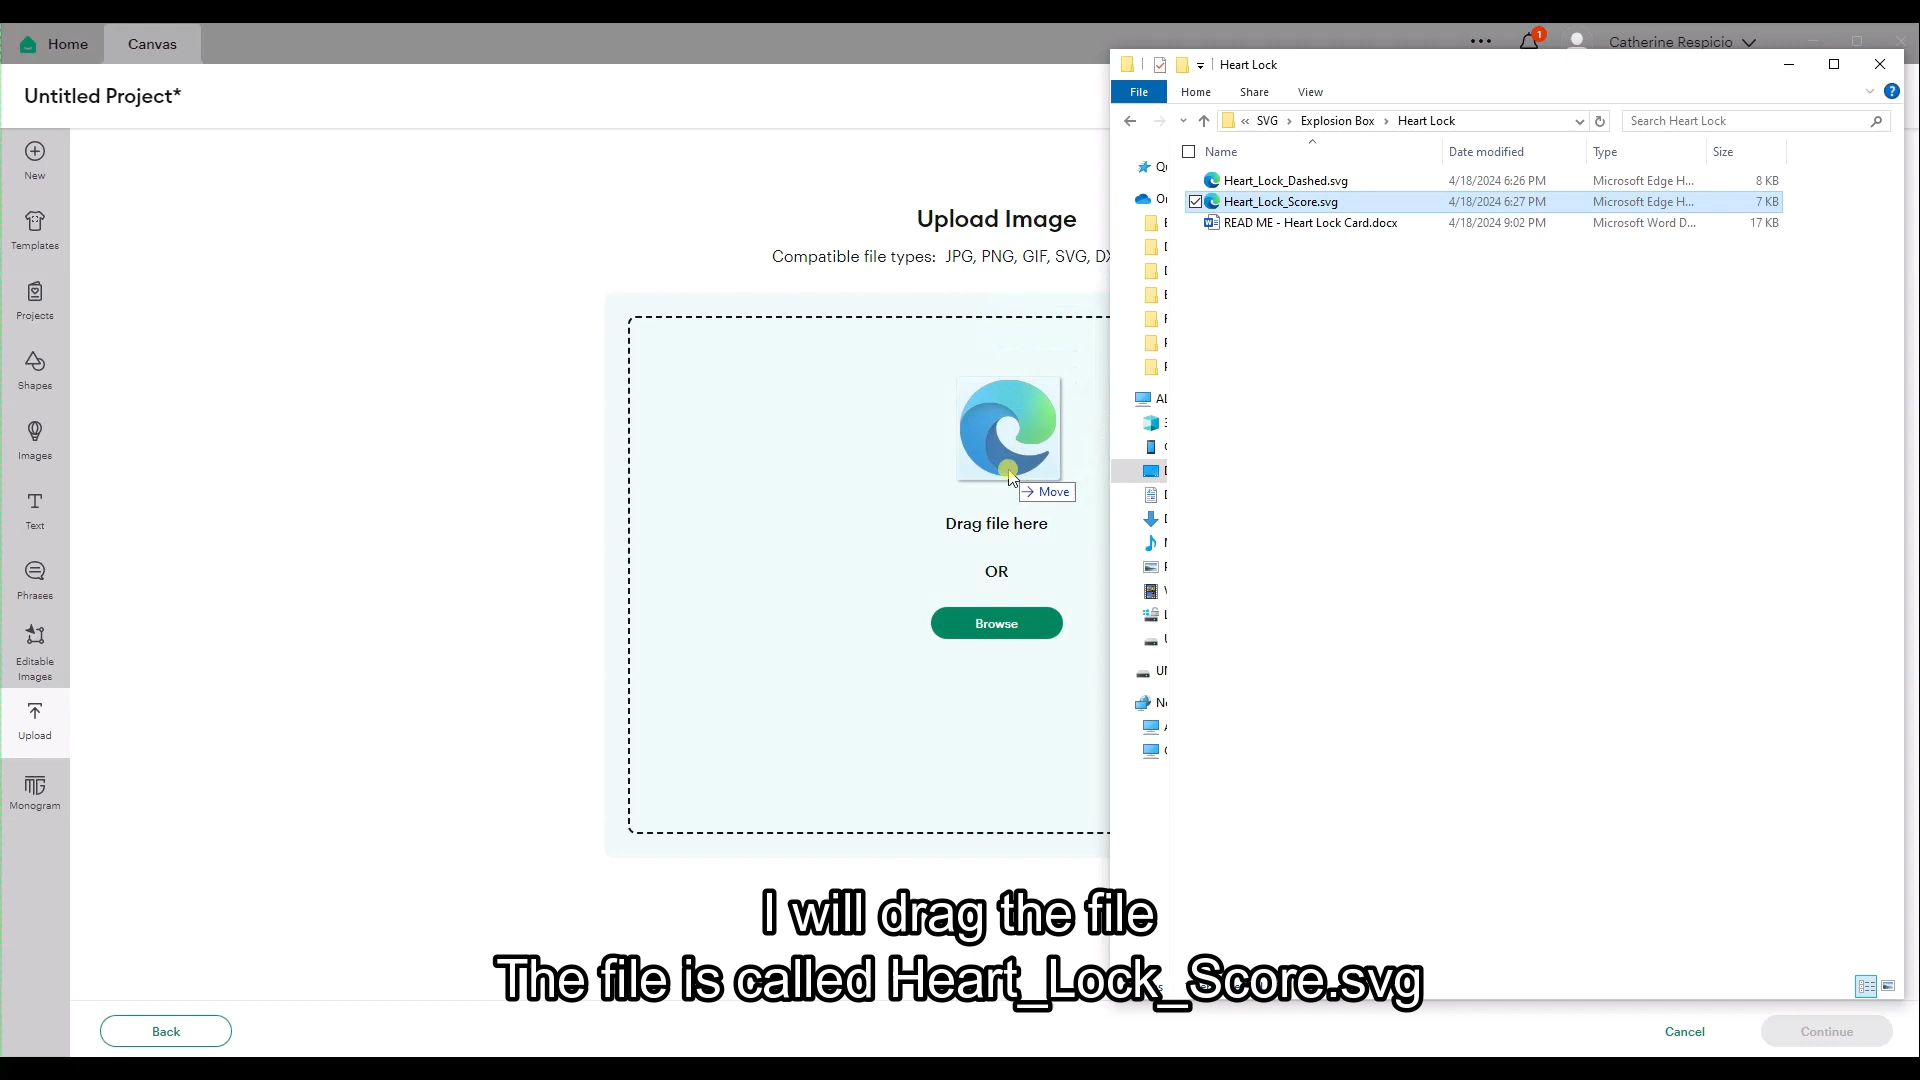 Home
Canvas
1
Catherine Respicio
Untitled Project*
New
Templates
Projects
Shapes
Images
Text
Phrases
Editable
Images
Upload
Monogram
Upload Image
Compatible file types: JPG, PNG, GIF, SVG,
Move
Drag file here
OR
Browse
Back
Cancel
Continue
Heart Lock
File
Home
Share
View
« SVG › Explosion Box › Heart Lock
Search Heart Lock
Name
Date modified
Type
Size
Heart_Lock_Dashed.svg
4/18/2024 6:26 PM
Microsoft Edge H...
8 KB
Heart_Lock_Score.svg
4/18/2024 6:27 PM
Microsoft Edge H...
7 KB
READ ME - Heart Lock Card.docx
4/18/2024 9:02 PM
Microsoft Word D...
17 KB
I will drag the file
The file is called Heart_Lock_Score.svg